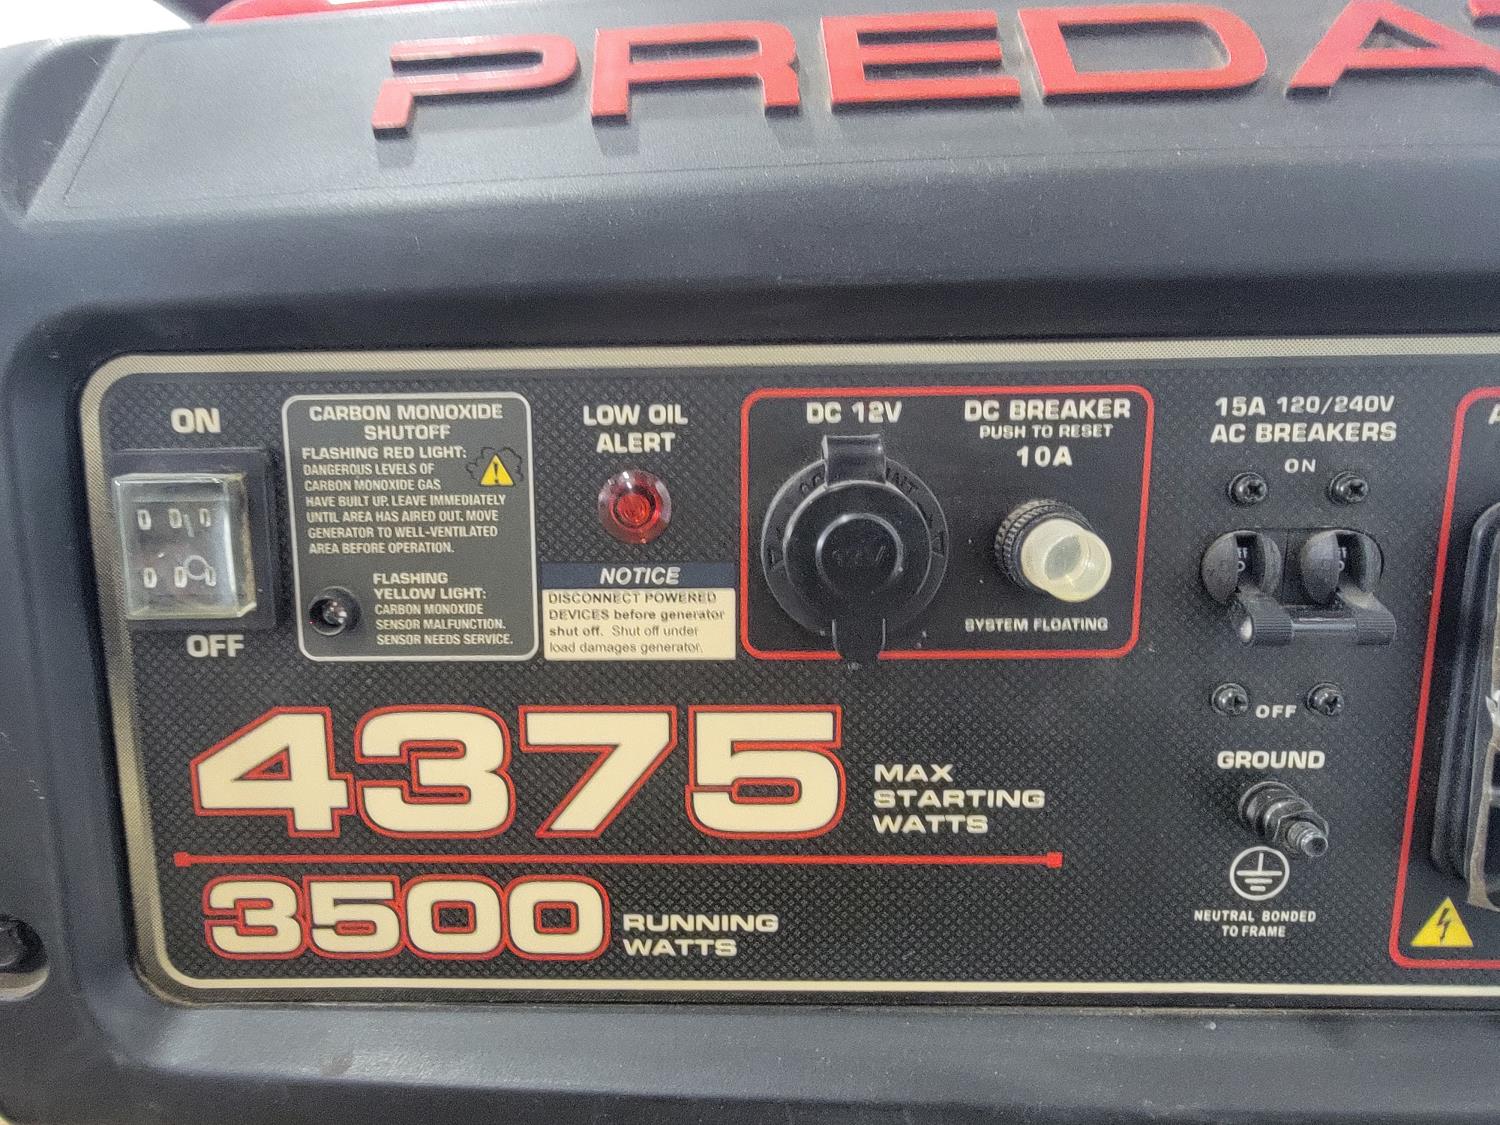 PREDA
ON
OFF
CARBON MONOXIDE
SHUTOFF
FLASHING RED LIGHT:
DANGEROUS LEVELS OF
CARBON MONOXIDE GAS
HAVE BUILT UP. LEAVE IMMEDIATELY
UNTIL AREA HAS AIRED OUT. MOVE
GENERATOR TO WELL-VENTILATED
AREA BEFORE OPERATION.
FLASHING
YELLOW LIGHT:
CARBON MONOXIDE
SENSOR MALFUNCTION.
SENSOR NEEDS SERVICE.
LOW OIL
ALERT
NOTICE
DISCONNECT POWERED
DEVICES before generator
shut off. Shut off under
load damages generator.
DC 12V
12V
DC BREAKER
PUSH TO RESET
10A
SYSTEM FLOATING
15A 120/240V
AC BREAKERS
ON
OFF
GROUND
NEUTRAL BONDED
TO FRAME
4375
MAX
STARTING
WATTS
3500
RUNNING
WATTS